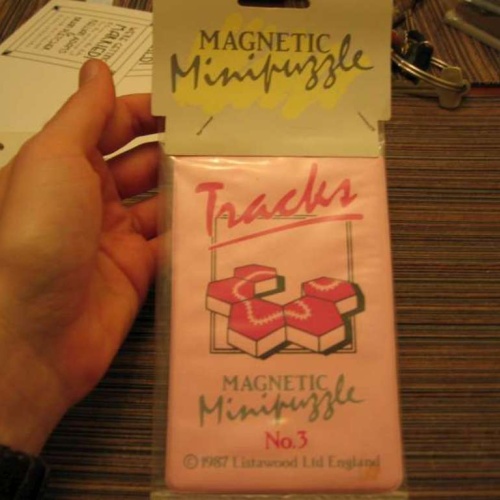 MAGNETIC
Minipuzzle
Tracks
MAGNETIC
Minipuzzle
No.3
© 1987 Listawood Ltd England